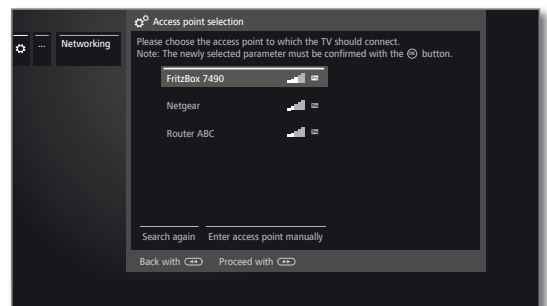 Access point selection
... Networking
Please choose the access point to which the TV should connect.
Note: The newly selected parameter must be confirmed with the OK button.
FritzBox 7490
Netgear
Router ABC
Search again Enter access point manually
Back with Proceed with